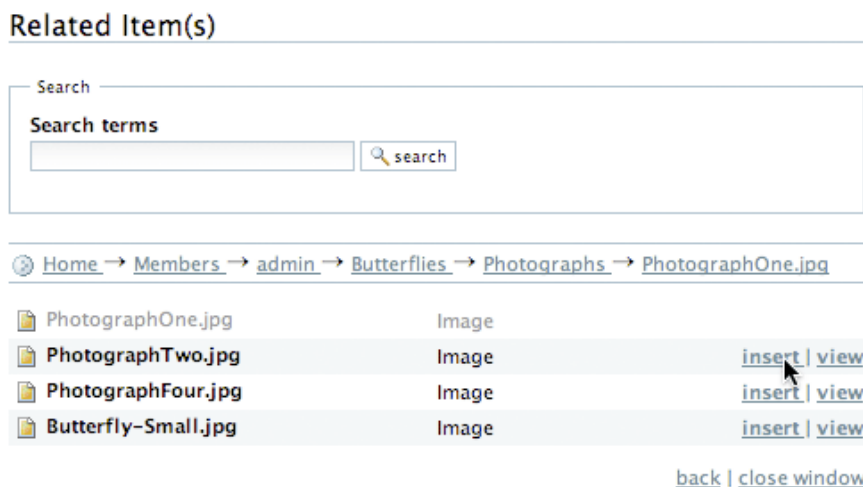 Related Item(s)
Search
Search terms
search
Home → Members → admin → Butterflies → Photographs → PhotographOne.jpg
PhotographOne.jpg Image
PhotographTwo.jpg Image insert | view
PhotographFour.jpg Image insert | view
Butterfly-Small.jpg Image insert | view
back | close window